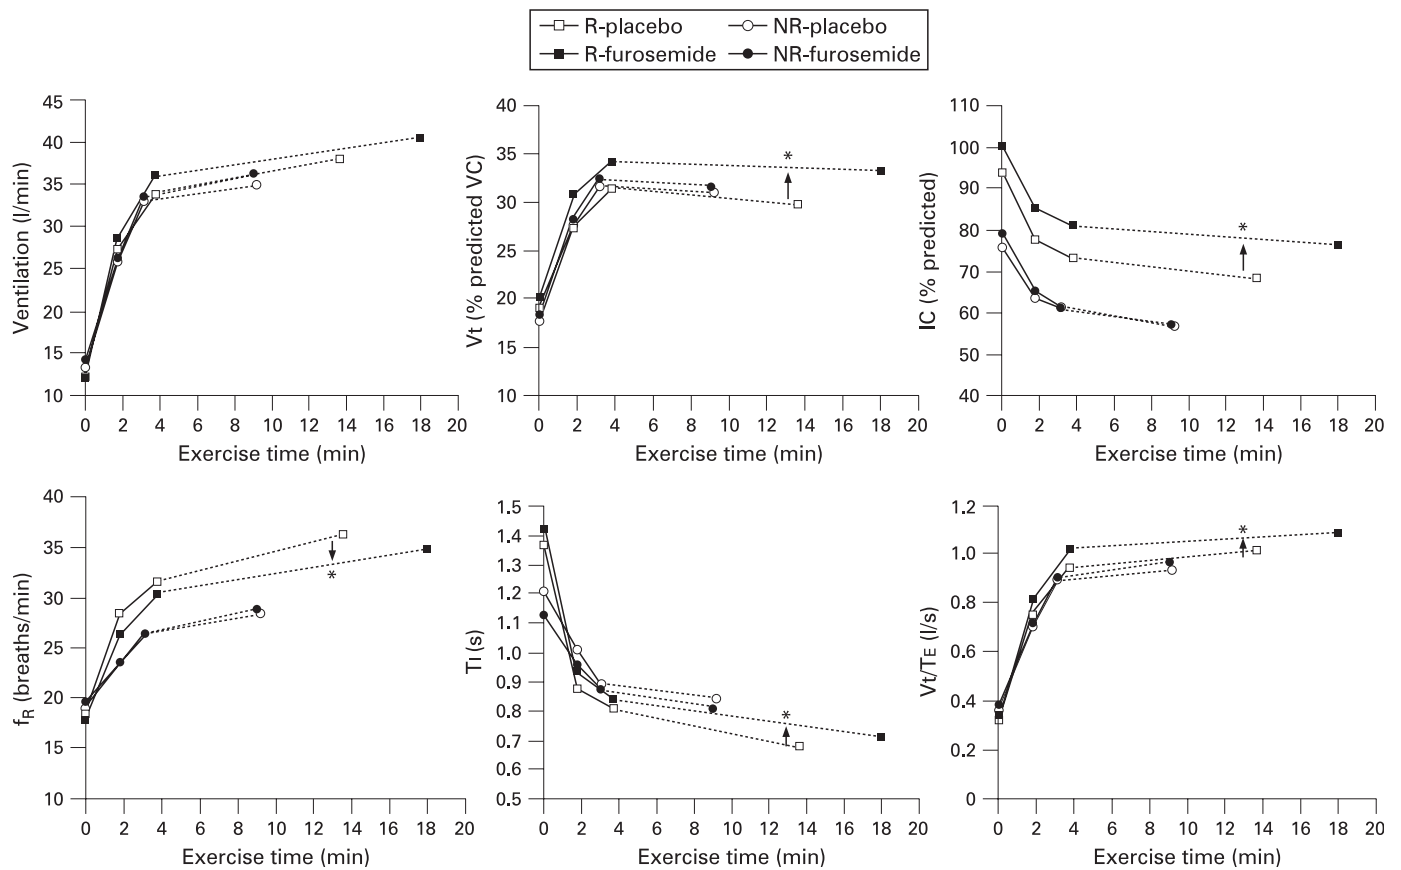 R-placebo NR-placebo
R-furosemide NR-furosemide
45
40
35
30
25
20
15
10
Ventilation (l/min)
0 2 4 6 8 10 12 14 16 18 20
Exercise time (min)
40
35
30
25
20
15
10
Vt (% predicted VC)
*
0 2 4 6 8 10 12 14 16 18 20
Exercise time (min)
110
100
90
80
70
60
50
40
IC (% predicted)
*
0 2 4 6 8 10 12 14 16 18 20
Exercise time (min)
40
35
30
25
20
15
10
fR (breaths/min)
*
0 2 4 6 8 10 12 14 16 18 20
Exercise time (min)
1.5
1.4
1.3
1.2
1.1
1.0
0.9
0.8
0.7
0.6
0.5
TI (s)
*
0 2 4 6 8 10 12 14 16 18 20
Exercise time (min)
1.2
1.0
0.8
0.6
0.4
0.2
0
Vt/TE (l/s)
*
0 2 4 6 8 10 12 14 16 18 20
Exercise time (min)